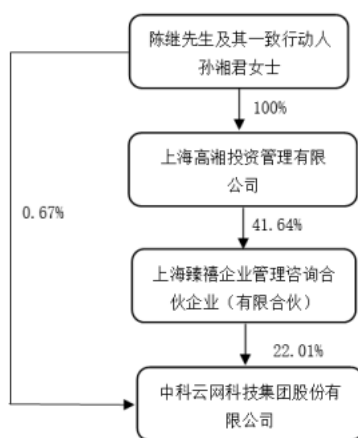 陈继先生及其一致行动人
孙湘君女士
100%
上海高湘投资管理有限
公司
0.67%
41.64%
上海臻禧企业管理咨询合
伙企业（有限合伙）
22.01%
中科云网科技集团股份有
限公司